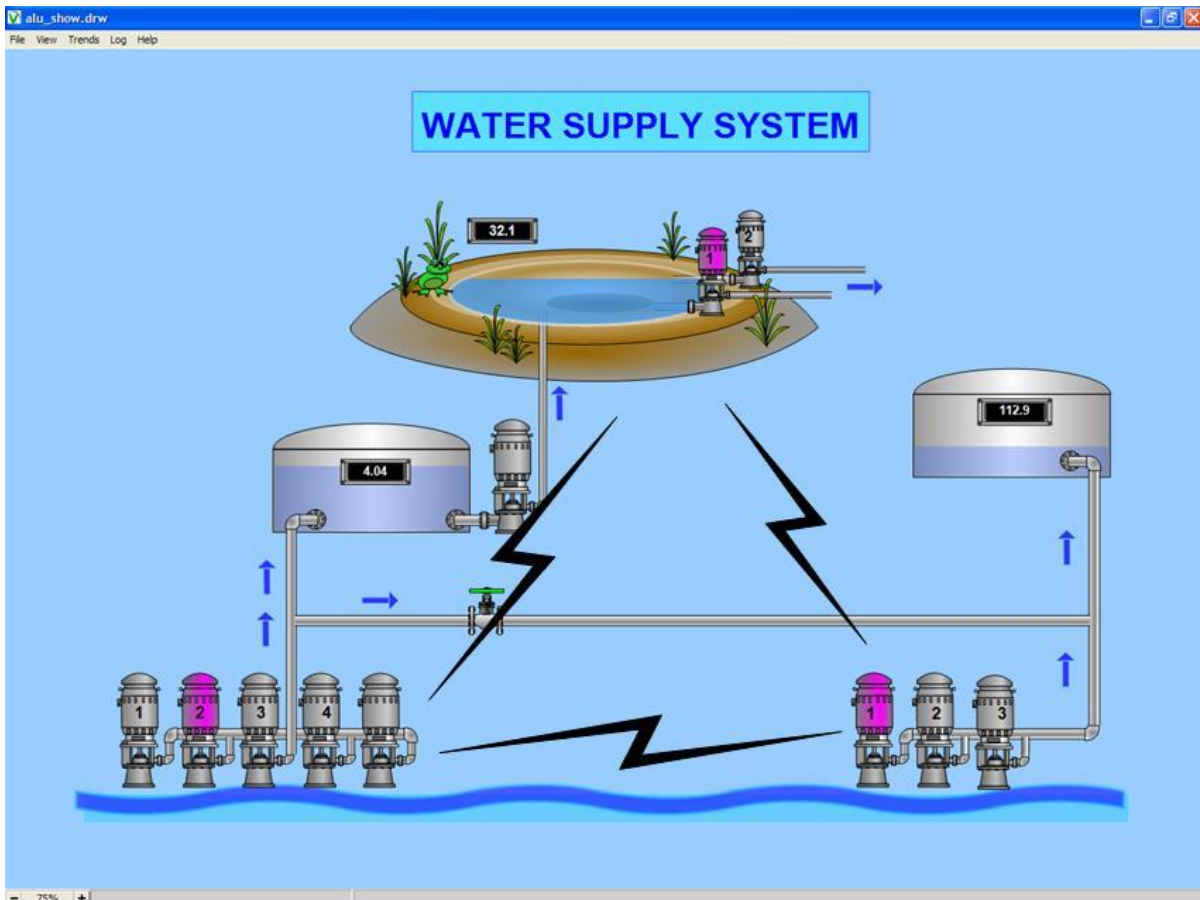 alu_show.drw
File View Trends Log Help
WATER SUPPLY SYSTEM
32.1
2
1
112.9
4.04
1 2 3 4
1 2 3
75%